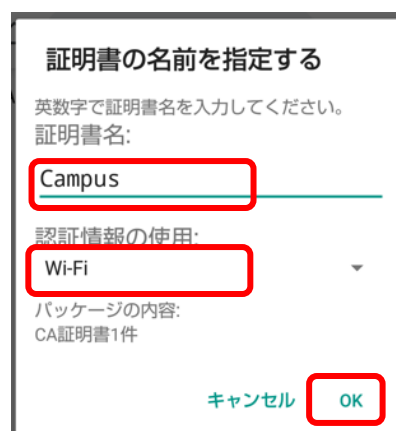 証明書の名前を指定する
英数字で証明書名を入力してください。
証明書名:
Campus
認証情報の使用:
Wi-Fi
パッケージの内容:
CA証明書1件
キャンセル OK